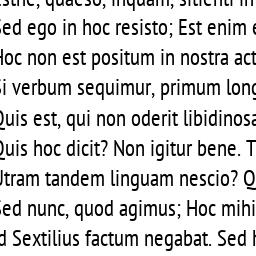 Estne, quaeso, inquam, sitienti in
Sed ego in hoc resisto; Est enim e
Hoc non est positum in nostra act
Si verbum sequimur, primum long
Quis est, qui non oderit libidinosa
Quis hoc dicit? Non igitur bene. T
Utram tandem linguam nescio? Q
Sed nunc, quod agimus; Hoc mihi
d Sextilius factum negabat. Sed h